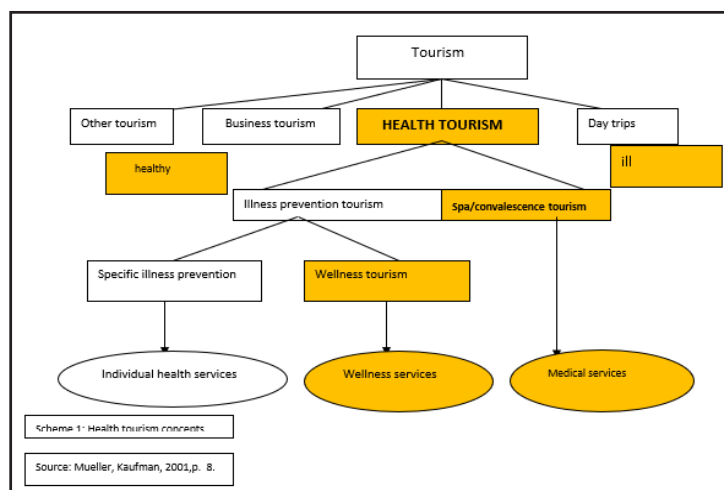 Tourism
Other tourism
Business tourism
HEALTH TOURISM
Day trips
healthy
ill
Illness prevention tourism
Spa/convalescence tourism
Specific illness prevention
Wellness tourism
Individual health services
Wellness services
Medical services
Scheme 1: Health tourism concepts
Source: Mueller, Kaufman, 2001,p. 8.